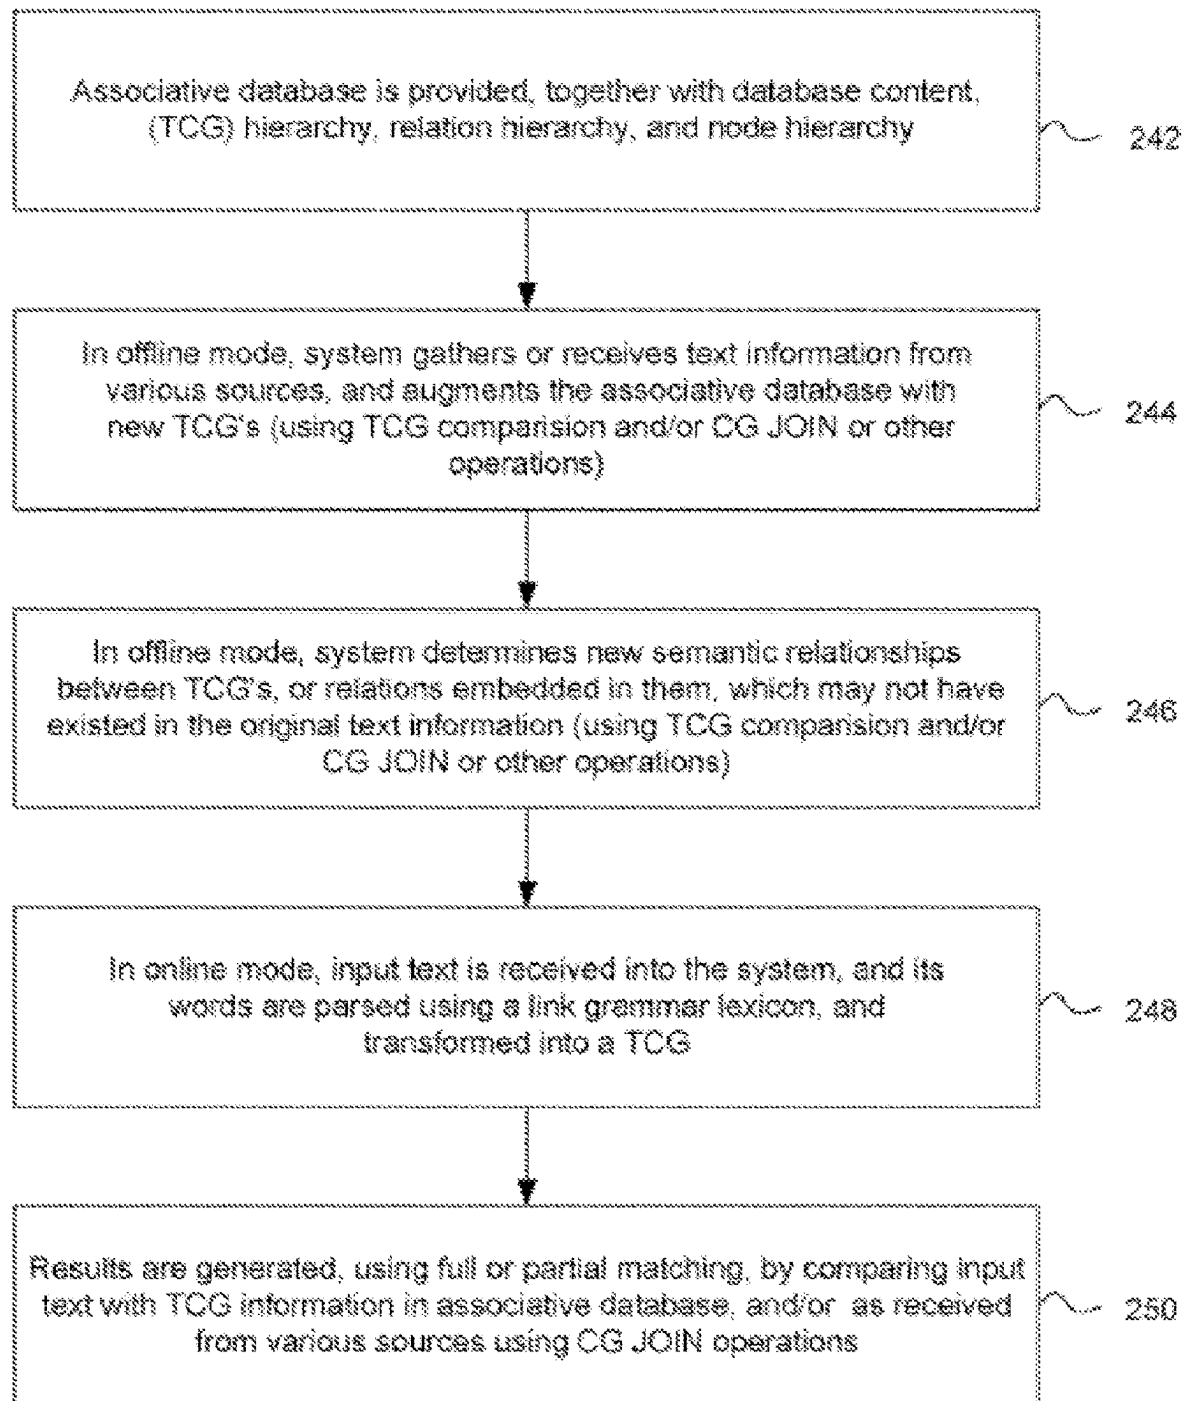 Associative database is provided, together with database content,
(TCG) hierarchy, relation hierarchy, and node hierarchy
242
In offline mode, system gathers or receives text information from
various sources, and augments the associative database with
new TCG's (using TCG comparision and/or CG JOIN or other
operations)
244
In offline mode, system determines new semantic relationships
between TCG's, or relations embedded in them, which may not have
existed in the original text information (using TCG comparision and/or
CG JOIN or other operations)
246
In online mode, input text is received into the system, and its
words are parsed using a link grammar lexicon, and
transformed into a TCG
248
Results are generated, using full or partial matching, by comparing input
text with TCG information in associative database, and/or as received
from various sources using CG JOIN operations
250